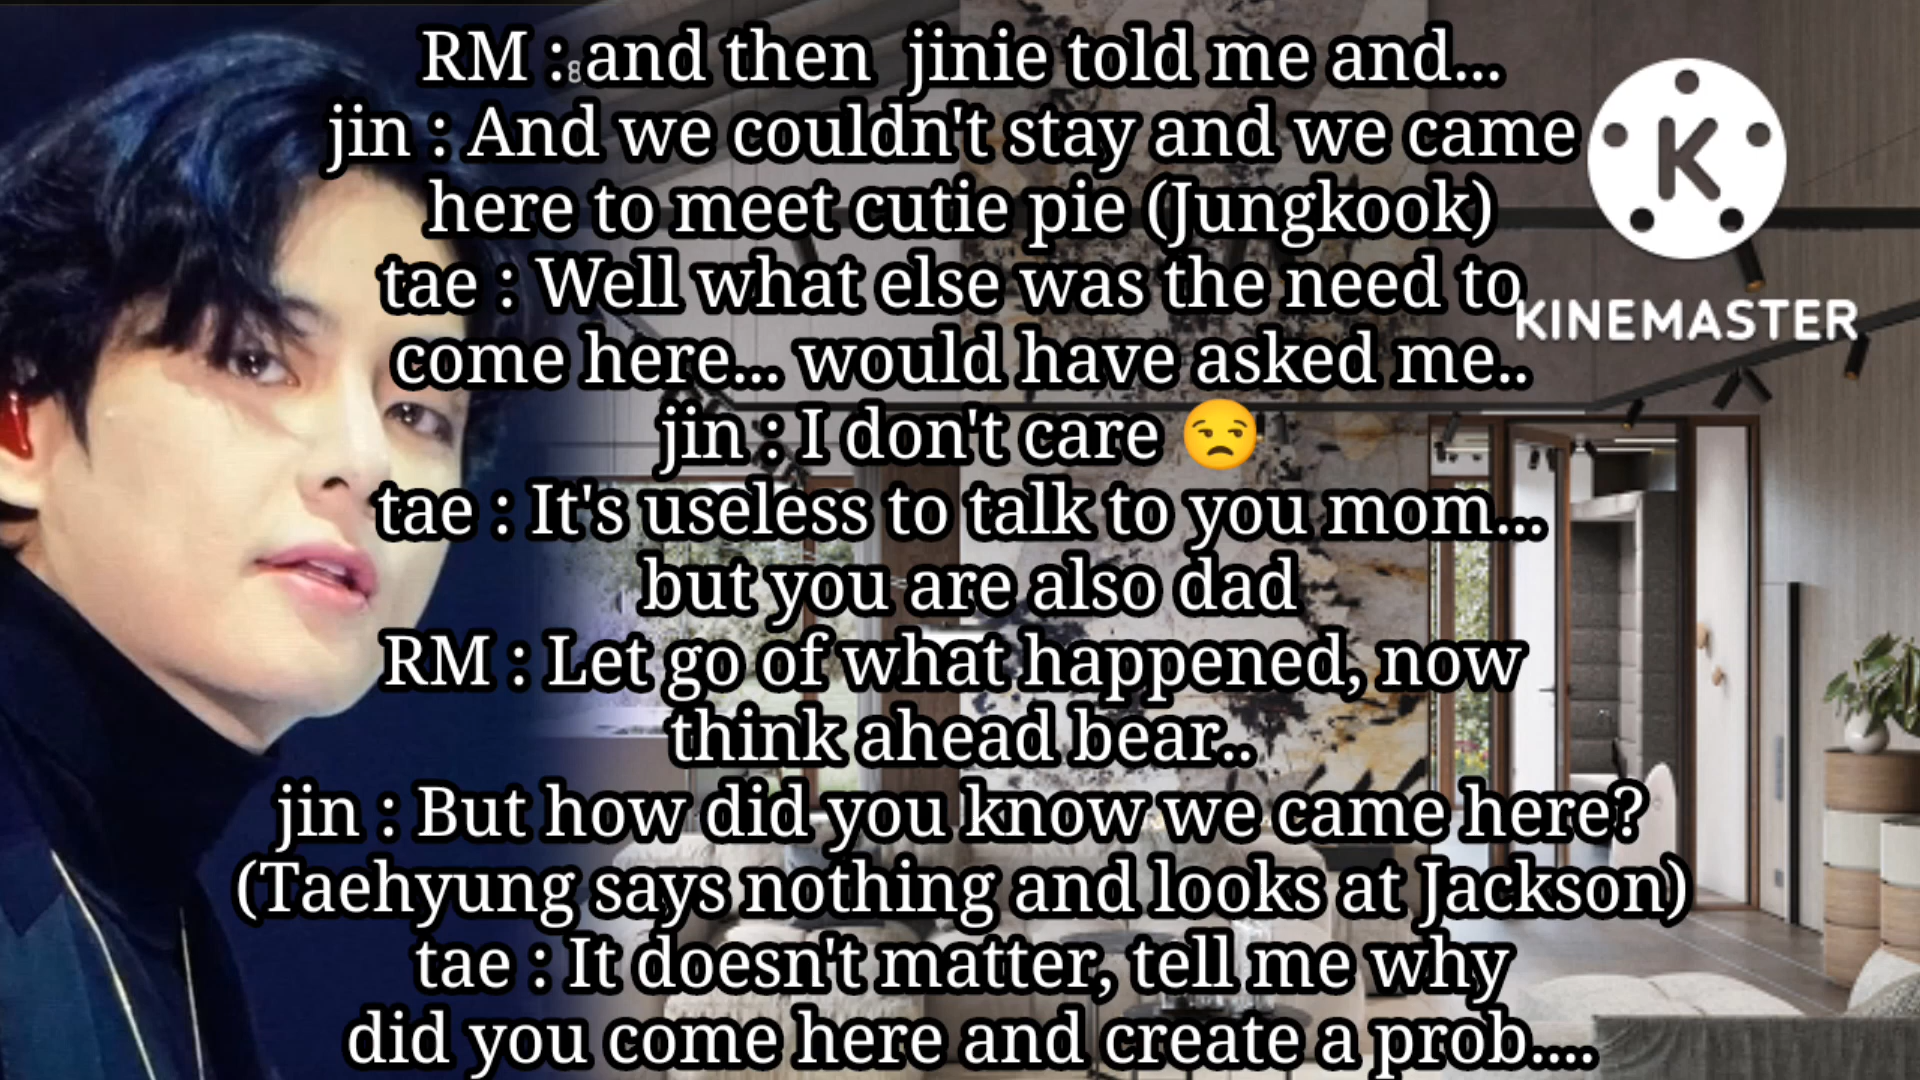 RM : and then jinie told me and...
jin : And we couldn't stay and we came
here to meet cutie pie (Jungkook)
tae : Well what else was the need to
come here... would have asked me..
jin : I don't care 😒
tae : It's useless to talk to you mom...
but you are also dad
RM : Let go of what happened, now
think ahead bear..
jin : But how did you know we came here?
(Taehyung says nothing and looks at Jackson)
tae : It doesn't matter, tell me why
did you come here and create a prob....
K
KINEMASTER